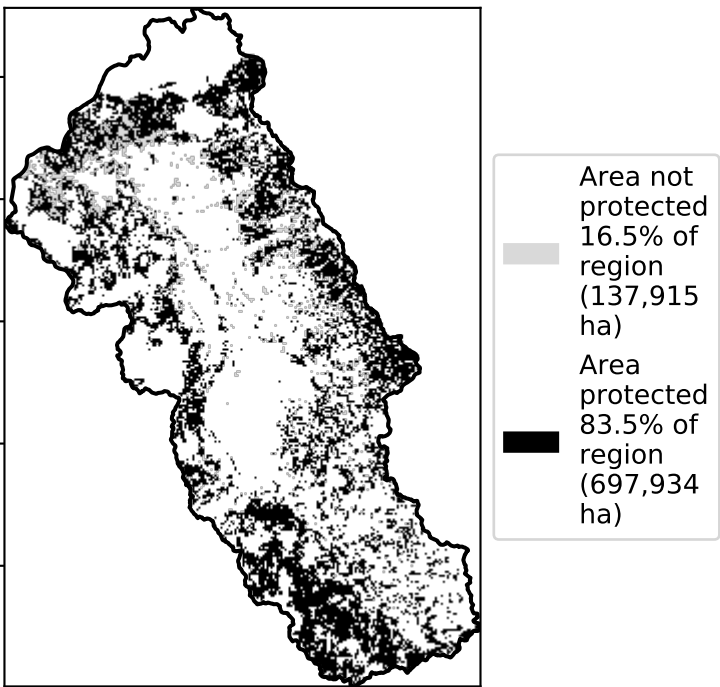 Area not
protected
16.5% of
region
(137,915
ha)
Area
protected
83.5% of
region
(697,934
ha)